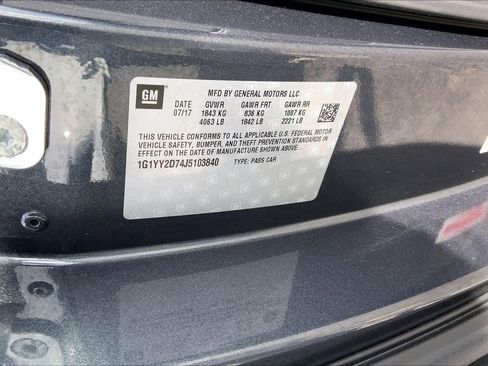 GM
MFD BY GENERAL MOTORS LLC
DATE GVWR GAWR FRT GAWR RR
07/17 1843 KG 836 KG 1007 KG
4063 LB 1842 LB 2221 LB
THIS VEHICLE CONFORMS TO ALL APPLICABLE U.S. FEDERAL MOTOR
VEHICLE SAFETY, BUMPER, AND THEFT PREVENTION STANDARDS IN
EFFECT ON THE DATE OF MANUFACTURE SHOWN ABOVE.
1G1YY2D74J5103840 TYPE: PASS CAR